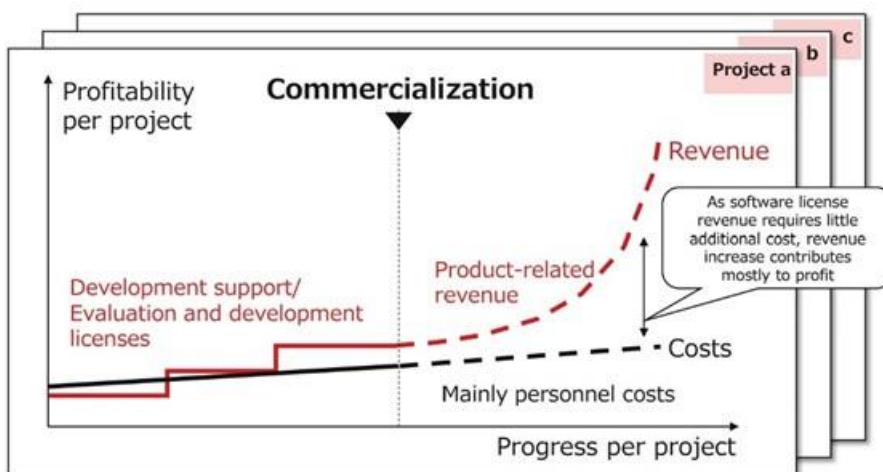 c
b
Project a
Profitability
per project
Commercialization
Revenue
As software license
revenue requires little
additional cost, revenue
increase contributes
mostly to profit
Product-related
revenue
Development support/
Evaluation and development
licenses
Costs
Mainly personnel costs
Progress per project